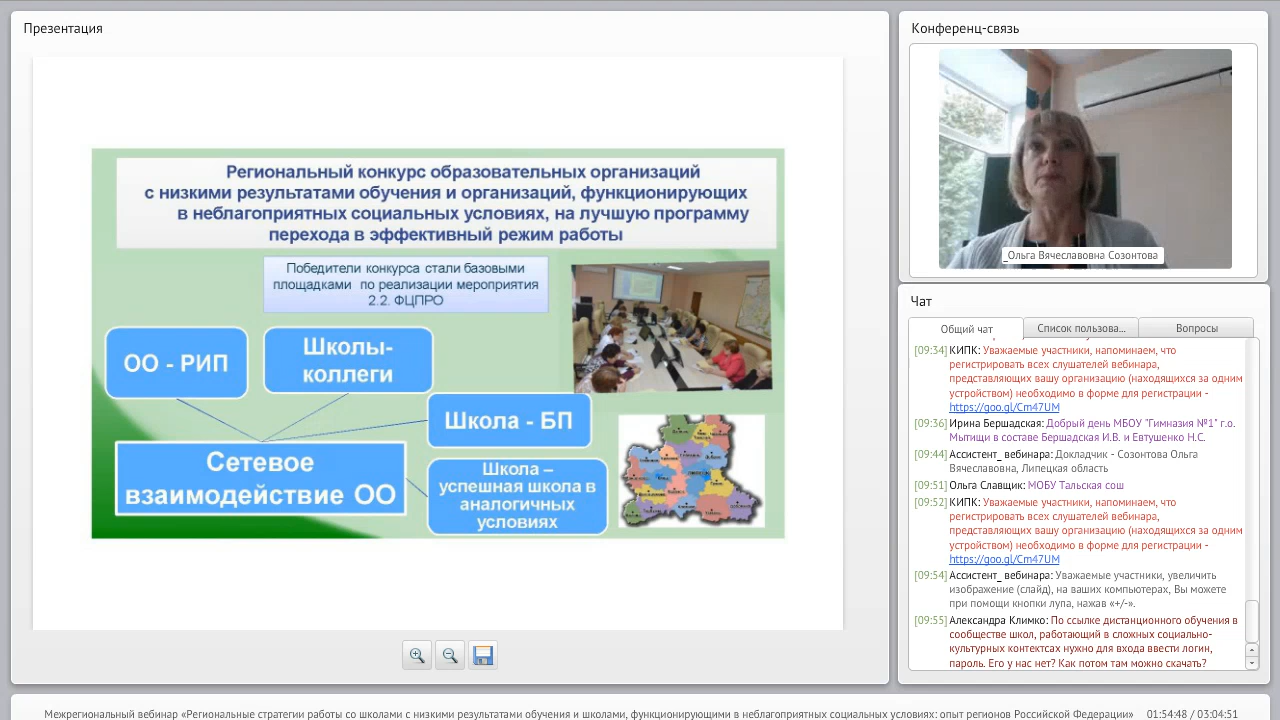 Презентация
Региональный конкурс образовательных организаций
с низкими результатами обучения и организаций, функционирующих
в неблагоприятных социальных условиях, на лучшую программу
перехода в эффективный режим работы
Победители конкурса стали базовыми
площадками по реализации мероприятия
2.2. ФЦПРО
ОО - РИП
Школы-
коллеги
Школа - БП
Сетевое
взаимодействие ОО
Школа –
успешная школа в
аналогичных
условиях
Конференц-связь
_Ольга Вячеславовна Созонтова
Чат
Общий чат
Список пользова...
Вопросы
[09:34] КИПК: Уважаемые участники, напоминаем, что
регистрировать всех слушателей вебинара,
представляющих вашу организацию (находящихся за одним
устройством) необходимо в форме для регистрации -
https://goo.gl/Cm47UM
[09:36] Ирина Бершадская: Добрый день МБОУ "Гимназия №1" г.о.
Мытищи в составе Бершадская И.В. и Евтушенко Н.С.
[09:44] Ассистент_ вебинара: Докладчик - Созонтова Ольга
Вячеславовна, Липецкая область
[09:51] Ольга Славщик: МОБУ Тальская сош
[09:52] КИПК: Уважаемые участники, напоминаем, что
регистрировать всех слушателей вебинара,
представляющих вашу организацию (находящихся за одним
устройством) необходимо в форме для регистрации -
https://goo.gl/Cm47UM
[09:54] Ассистент_ вебинара: Уважаемые участники, увеличить
изображение (слайд), на ваших компьютерах, Вы можете
при помощи кнопки лупа, нажав «+/-».
[09:55] Александра Климко: По ссылке дистанционного обучения в
сообществе школ, работающий в сложных социально-
культурных контекстах нужно для входа ввести логин,
пароль. Его у нас нет? Как потом там можно скачать?
Межрегиональный вебинар «Региональные стратегии работы со школами с низкими результатами обучения и школами, функционирующими в неблагоприятных социальных условиях: опыт регионов Российской Федерации» 01:54:48 / 03:04:51